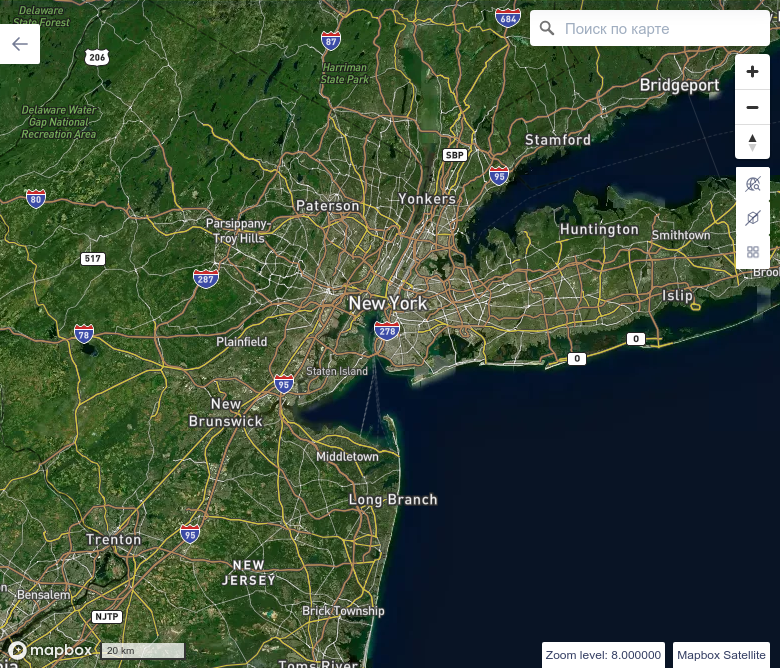 Delaware
State Forest
684
87
Поиск по карте
206
Harriman
State Park
Bridgeport
Delaware Water
Gap National
Recreation Area
Stamford
SBP
95
80
Paterson
Yonkers
Parsippany-
Troy Hills
Huntington
Smithtown
517
287
Broo
Islip
New York
278
78
Plainfield
0
0
Staten Island
95
New
Brunswick
Middletown
Long Branch
95
Trenton
NEW
JERSEY
Bensalem
NJTP
Brick Township
mapbox
20 km
Zoom level: 8.000000
Mapbox Satellite
Toms River